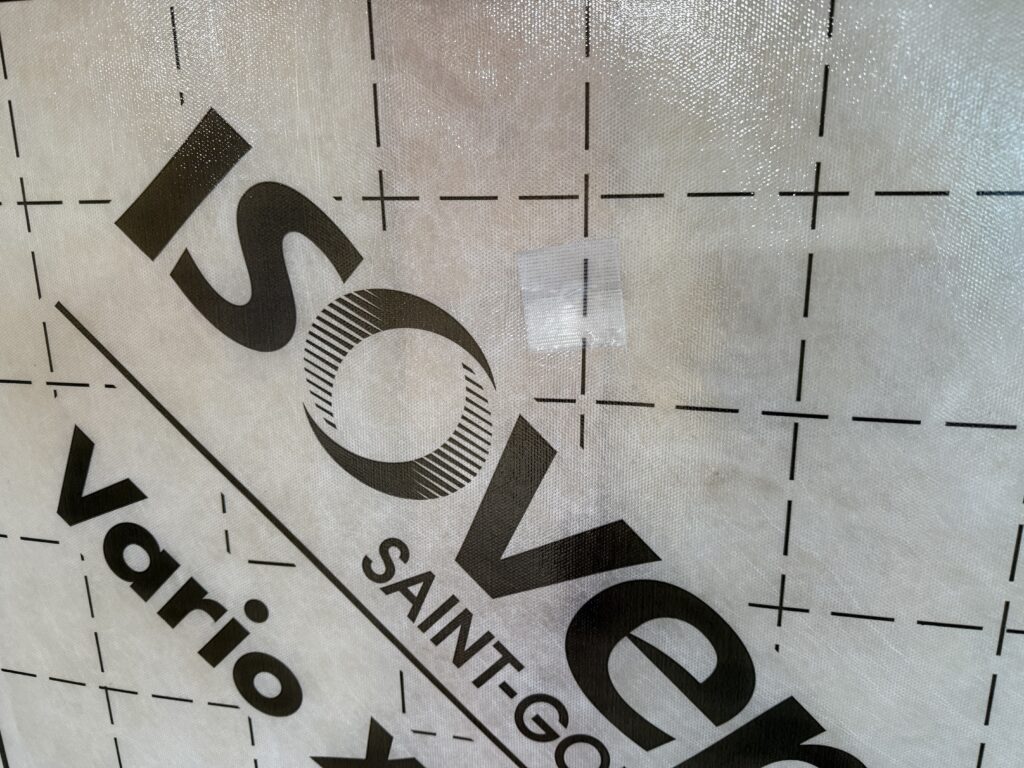 isover
SAINT-GO
Vario
X